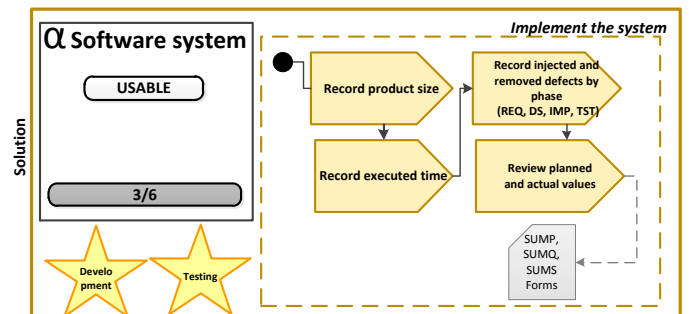 Implement the system
α Software system
USABLE
3/6
Solution
Develo
pment
Testing
Record product size
Record executed time
Record injected and
removed defects by
phase
(REQ, DS, IMP, TST)
Review planned
and actual values
SUMP,
SUMQ,
SUMS
Forms